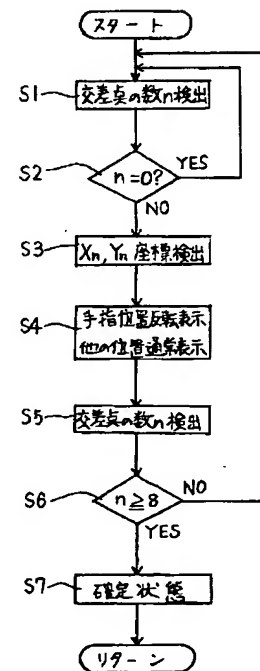 スタート
S1
交差点の数n検出
S2
n=0?
YES
NO
S3
Xn, Yn 座標検出
S4
手指位置反転表示
他の位置通常表示
S5
交差点の数n検出
S6
n≧8
NO
YES
S7
確定状態
リターン